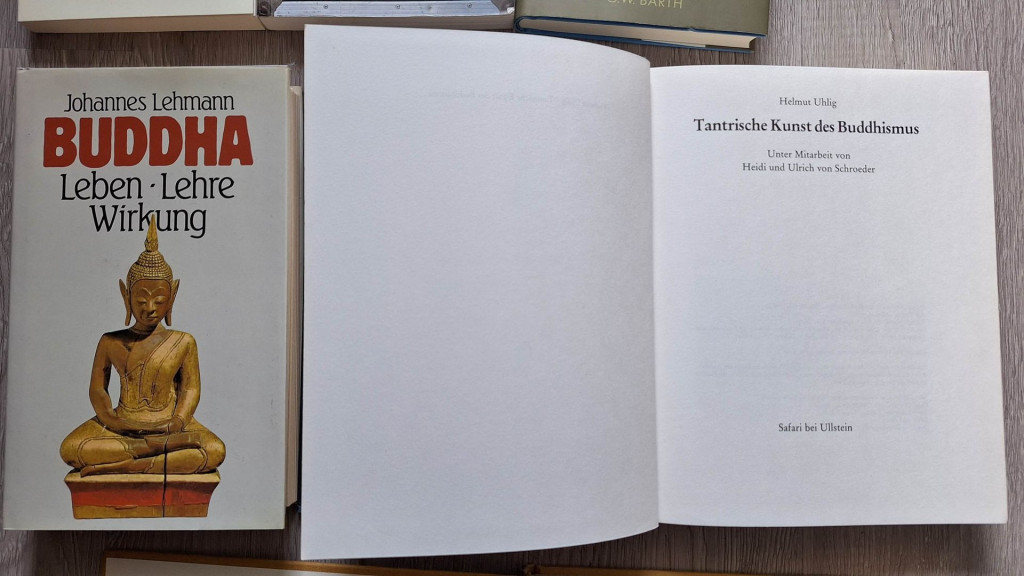 O.W. BARTH
Johannes Lehmann
BUDDHA
Leben · Lehre
Wirkung
Helmut Uhlig
Tantrische Kunst des Buddhismus
Unter Mitarbeit von
Heidi und Ulrich von Schroeder
Safari bei Ullstein